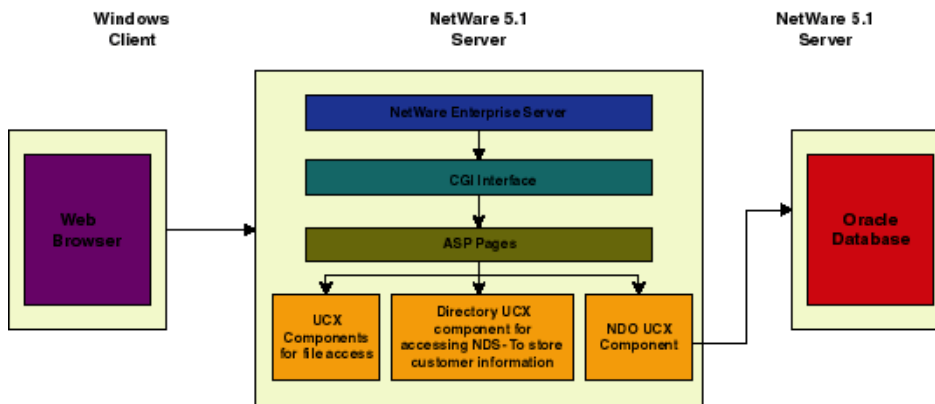 Windows
Client
NetWare 5.1
Server
NetWare 5.1
Server
NetWare Enterprise Server
CGI Interface
ASP Pages
Web
Browser
Oracle
Database
UCX
Components
for file access
Directory UCX
component for
accessing NDS-To store
customer information
NDO UCX
Component